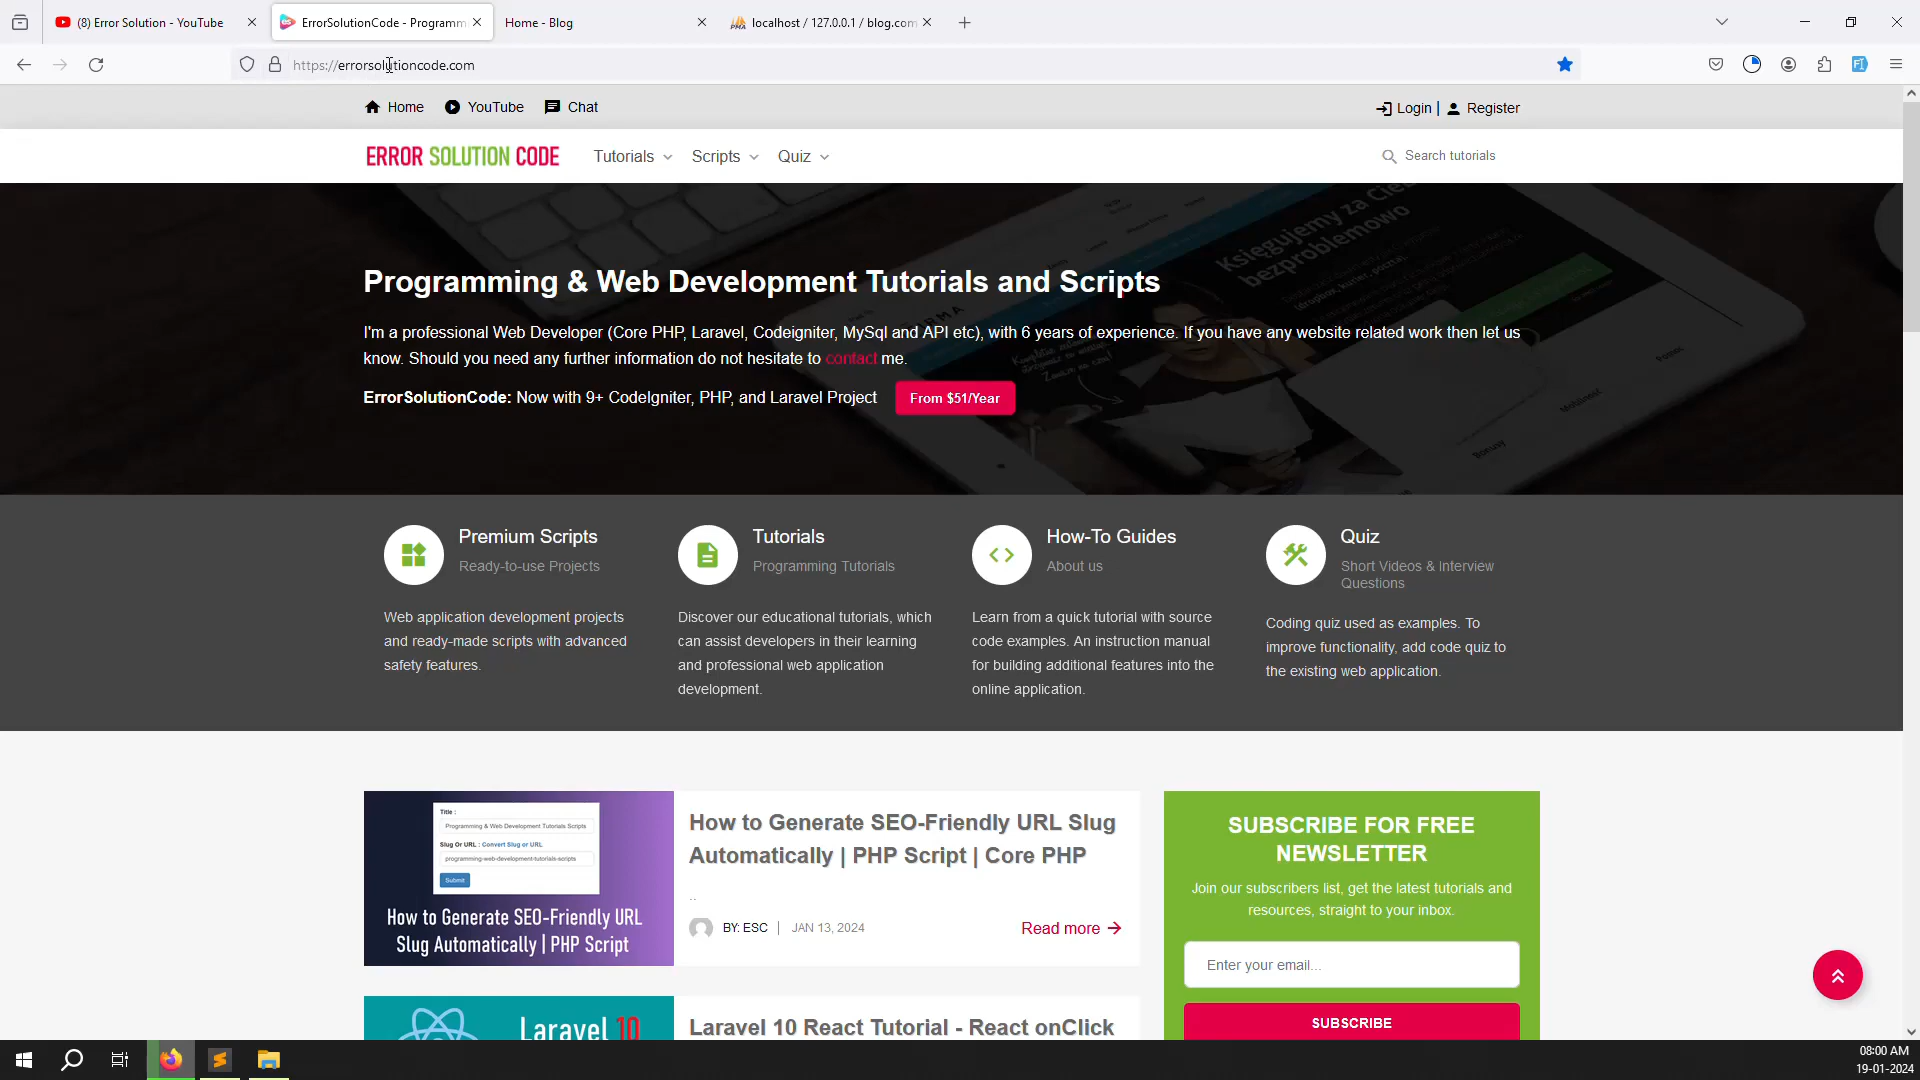 (8) Error Solution - YouTube
ErrorSolutionCode - Programm
Home - Blog
localhost / 127.0.0.1 / blog.com
https://errorsolutioncode.com
Home
YouTube
Chat
Login |
Register
ERROR SOLUTION CODE
Tutorials
Scripts
Quiz
Search tutorials
Programming & Web Development Tutorials and Scripts
I'm a professional Web Developer (Core PHP, Laravel, Codeigniter, MySql and API etc), with 6 years of experience. If you have any website related work then let us
know. Should you need any further information do not hesitate to contact me.
ErrorSolutionCode: Now with 9+ CodeIgniter, PHP, and Laravel Project
From $51/Year
Księgujemy za Cie
bezproblemowo
Premium Scripts
Ready-to-use Projects
Web application development projects
and ready-made scripts with advanced
safety features.
Tutorials
Programming Tutorials
Discover our educational tutorials, which
can assist developers in their learning
and professional web application
development.
How-To Guides
About us
Learn from a quick tutorial with source
code examples. An instruction manual
for building additional features into the
online application.
Quiz
Short Videos & Interview
Questions
Coding quiz used as examples. To
improve functionality, add code quiz to
the existing web application.
Title :
Programming & Web Development Tutorials Scripts
Slug Or URL : Convert Slug or URL
programming-web-development-tutorials-scripts
Submit
How to Generate SEO-Friendly URL
Slug Automatically | PHP Script
How to Generate SEO-Friendly URL Slug
Automatically | PHP Script | Core PHP
..
BY: ESC | JAN 13, 2024
Read more
Laravel 10
Laravel 10 React Tutorial - React onClick
SUBSCRIBE FOR FREE
NEWSLETTER
Join our subscribers list, get the latest tutorials and
resources, straight to your inbox.
Enter your email...
SUBSCRIBE
08:00 AM
19-01-2024